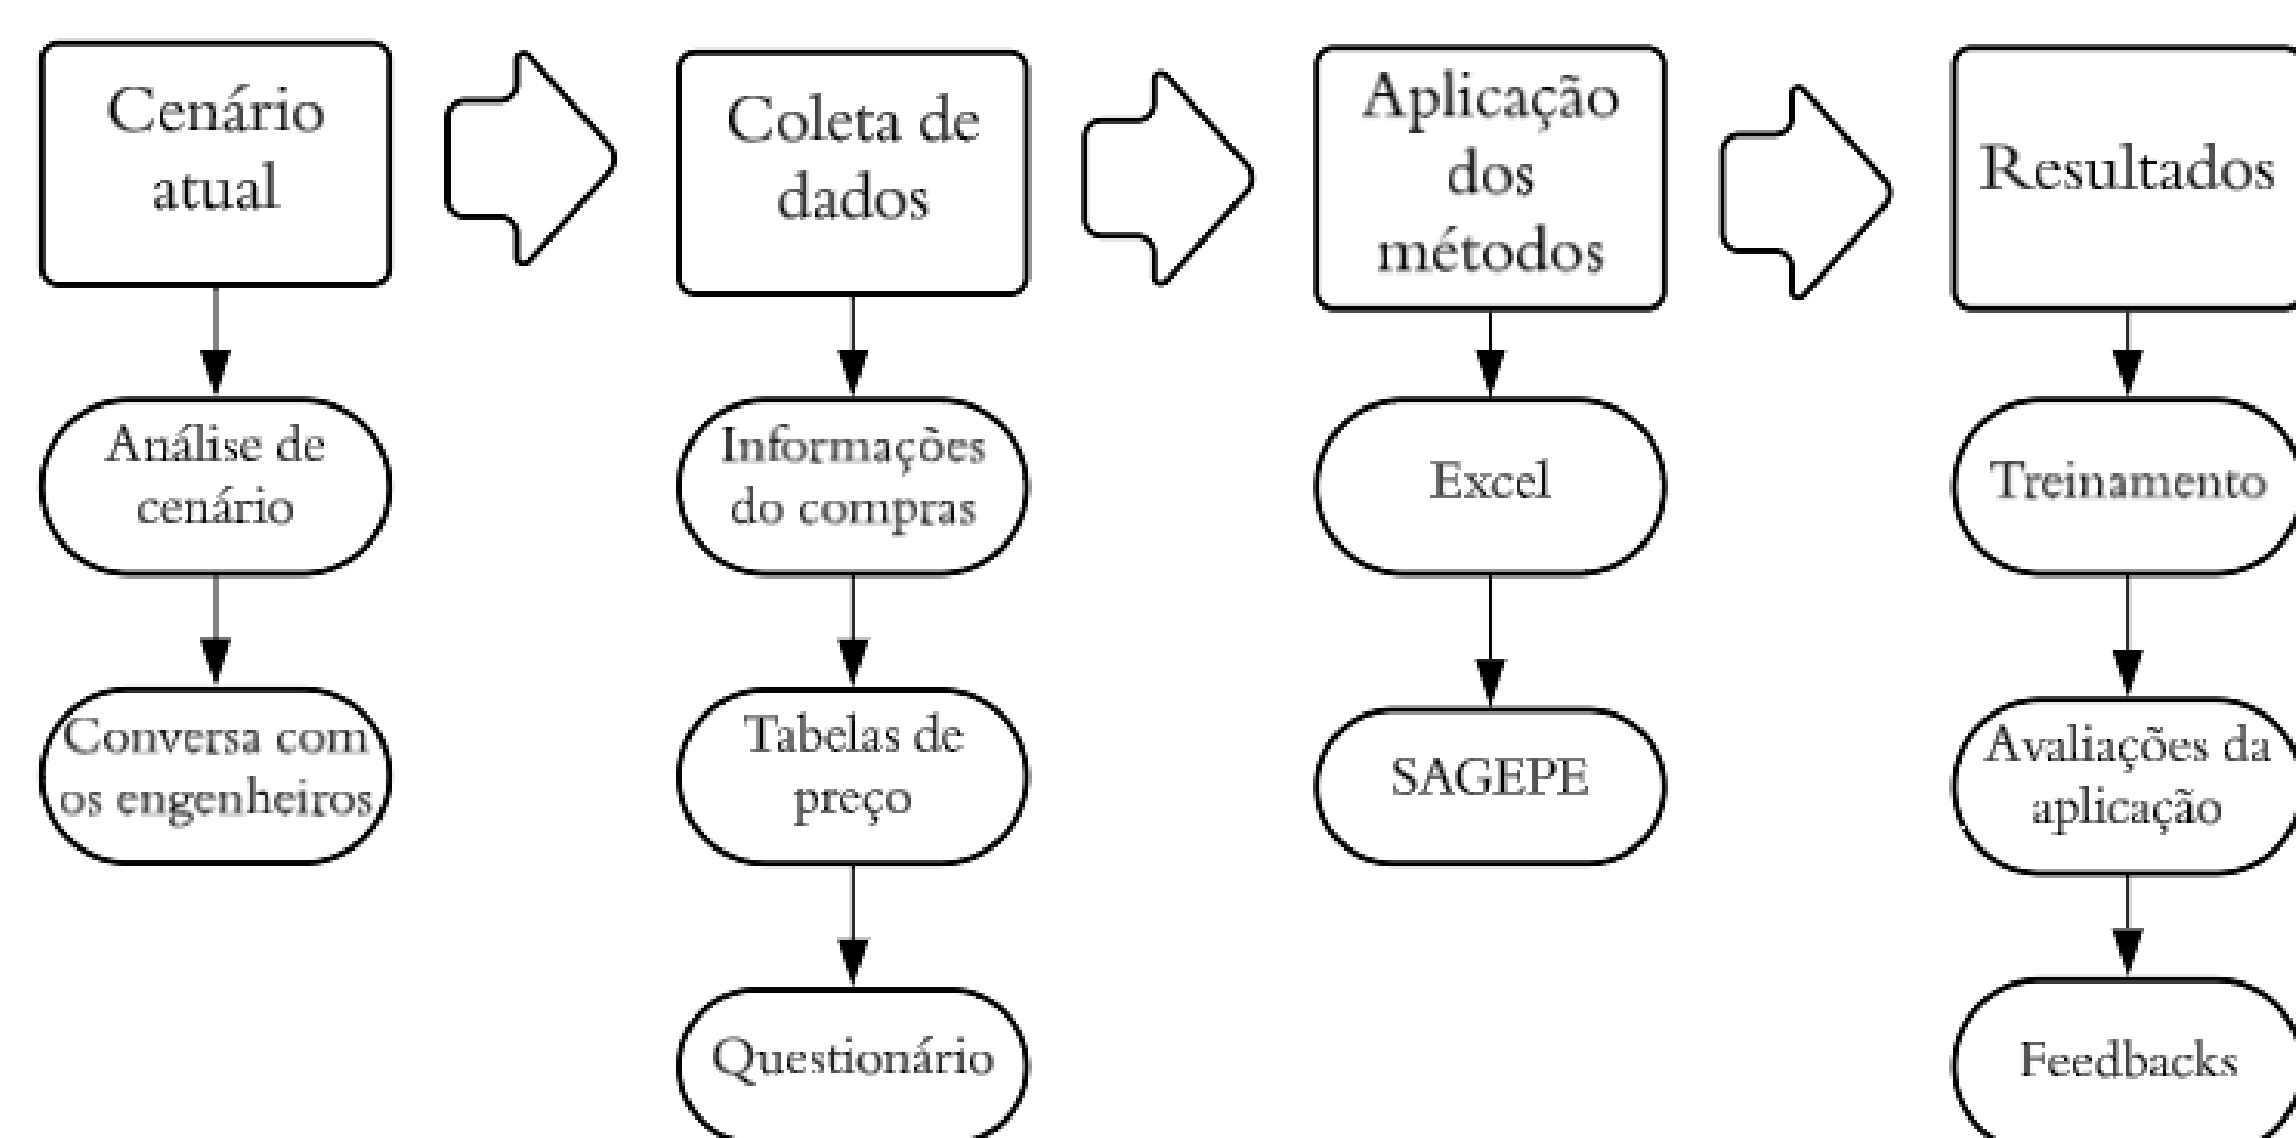 Cenário
atual
Coleta de
dados
Aplicação
dos
métodos
Resultados
Análise de
cenário
Informações
do compras
Excel
Treinamento
Conversa com
os engenheiros
Tabelas de
preço
SAGEPE
Avaliações da
aplicação
Questionário
Feedbacks